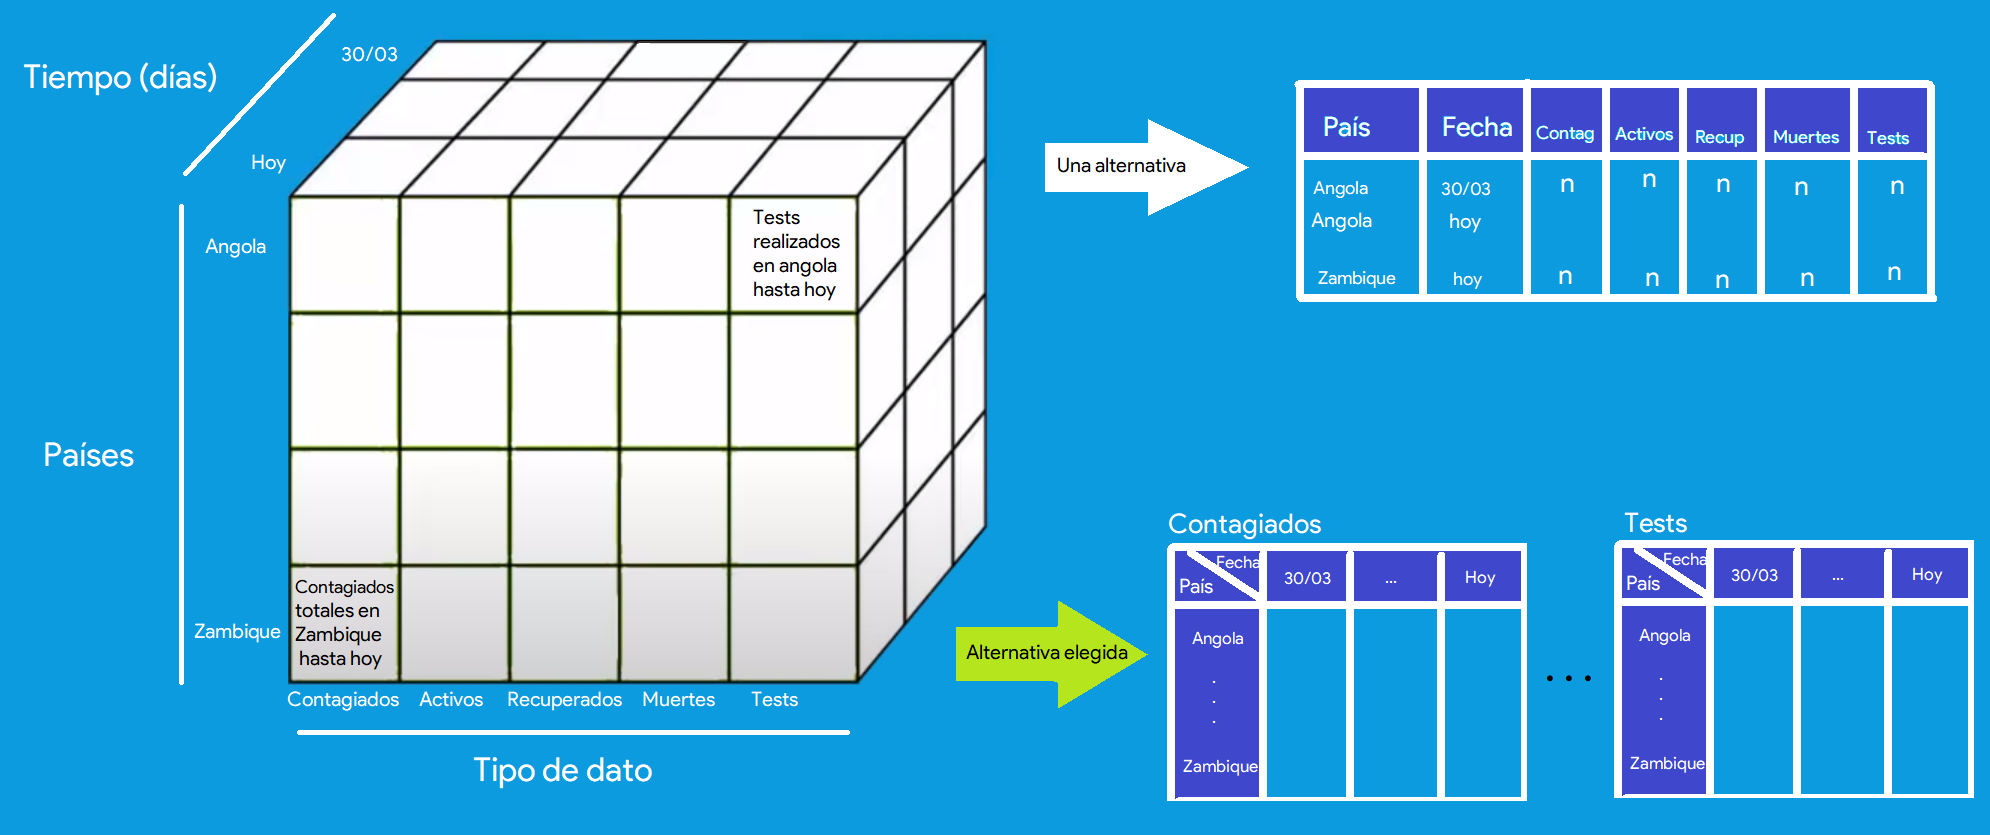 Tiempo (días)
30/03
Hoy
Países
Angola
Zambique
Tests
realizados
en angola
hasta hoy
Contagiados
totales en
Zambique
hasta hoy
Contagiados Activos Recuperados Muertes Tests
Tipo de dato
Una alternativa
País Fecha Contag Activos Recup Muertes Tests
Angola 30/03 n n n n n
Angola hoy
Zambique hoy n n n n n
Alternativa elegida
Contagiados
Fecha
País 30/03 ... Hoy
Angola
.
.
.
Zambique
...
Tests
Fecha
País 30/03 ... Hoy
Angola
.
.
.
Zambique